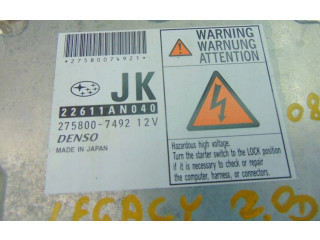 *27580074921*
JK
22611AN040
275800-7492 12V
DENSO
MADE IN JAPAN
WARNING
WARNUNG
ATTENTION
Hazardous high voltage.
Turn the starter switch to the LOCK position
if it is necessary to check or repair
the computer, harness, or connectors.
08
LEGACY 2.0D